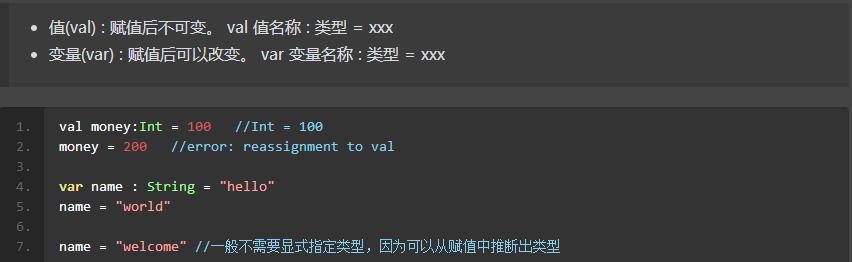 值(val) : 赋值后不可变。 val 值名称 : 类型 = xxx
变量(var) : 赋值后可以改变。 var 变量名称 : 类型 = xxx
1. val money:Int = 100   //Int = 100
2. money = 200   //error: reassignment to val
3.
4. var name : String = "hello"
5. name = "world"
6.
7. name = "welcome" //一般不需要显式指定类型，因为可以从赋值中推断出类型